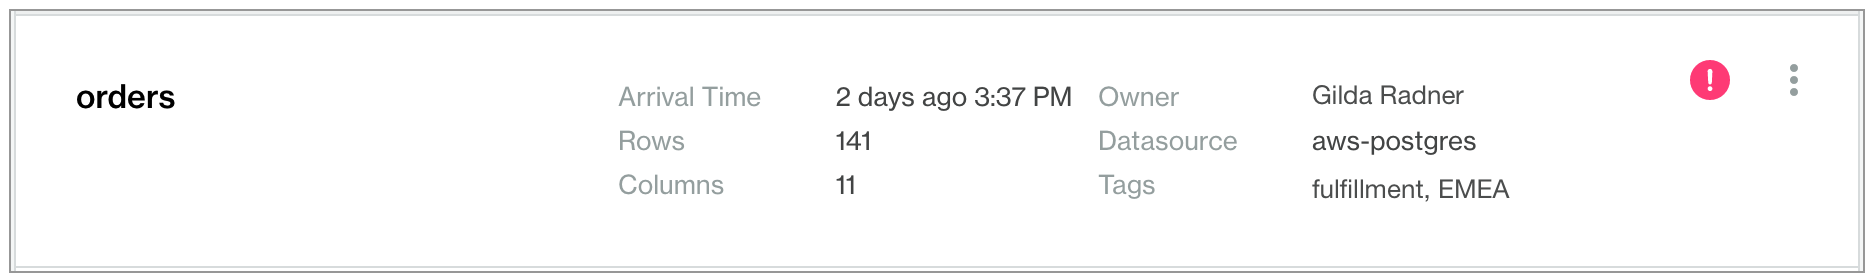 orders
Arrival Time 2 days ago 3:37 PM Owner Gilda Radner
Rows 141 Datasource aws-postgres
Columns 11 Tags fulfillment, EMEA